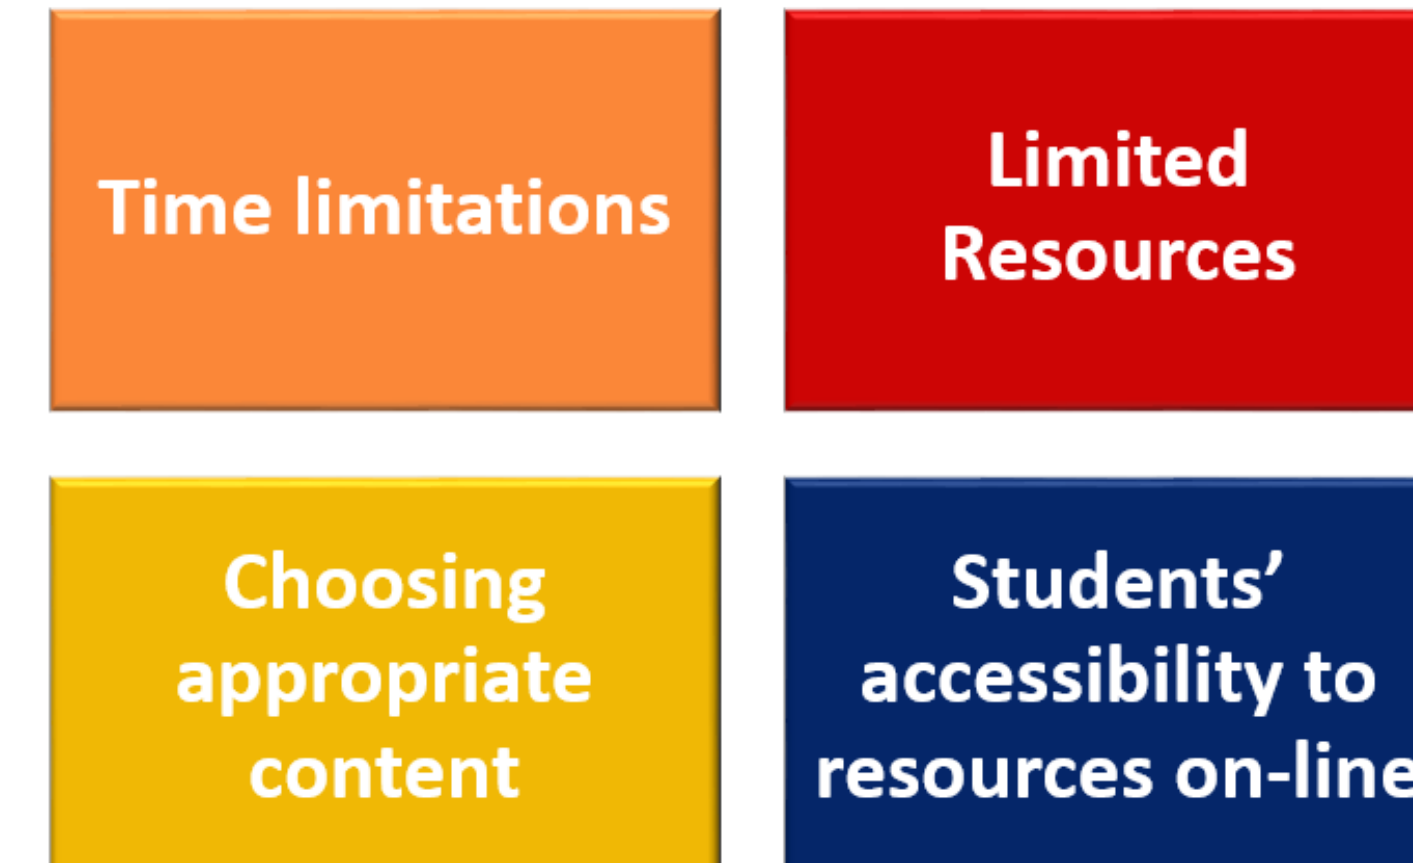 Time limitations
Limited
Resources
Choosing
appropriate
content
Students’
accessibility to
resources on-line